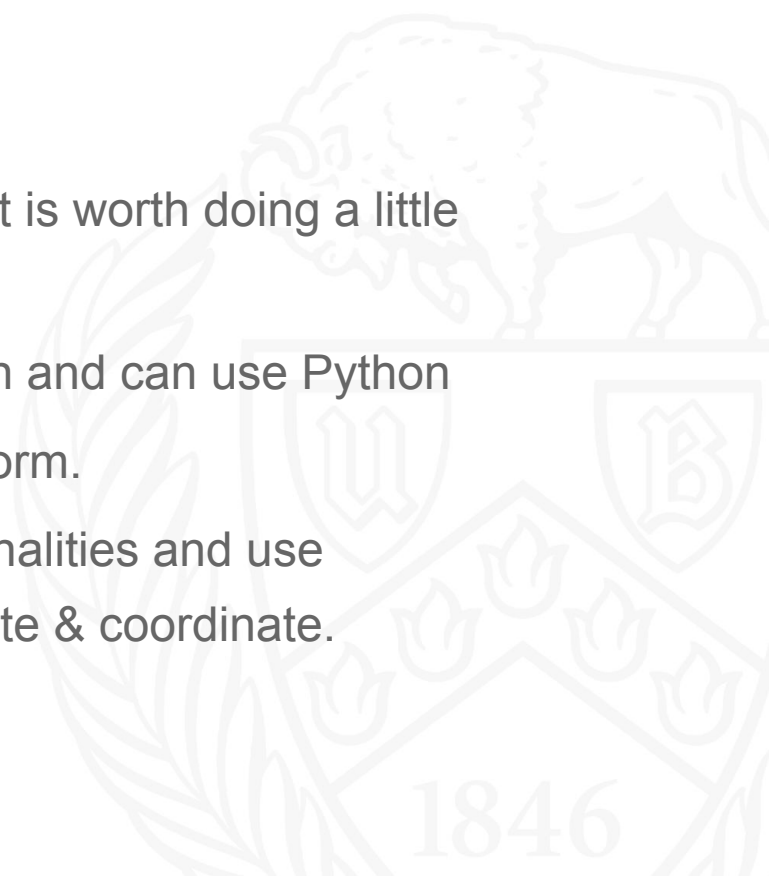 t is worth doing a little
n and can use Python
orm.
nalities and use
te & coordinate.
U B
1846